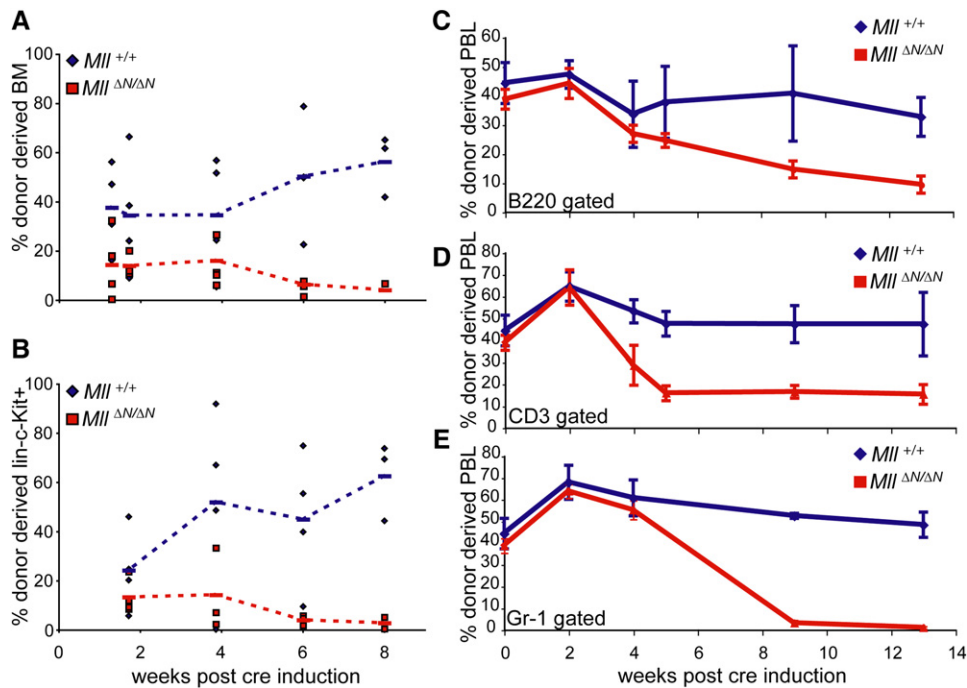 A
Mll +/+
Mll ΔN/ΔN
% donor derived BM
100
80
60
40
20
0
B
Mll +/+
Mll ΔN/ΔN
% donor derived lin-c-Kit+
100
80
60
40
20
0
0 2 4 6 8
weeks post cre induction
C
Mll +/+
Mll ΔN/ΔN
% donor derived PBL
60
50
40
30
20
10
0
B220 gated
D
Mll +/+
Mll ΔN/ΔN
% donor derived PBL
80
70
60
50
40
30
20
10
0
CD3 gated
E
Mll +/+
Mll ΔN/ΔN
% donor derived PBL
80
70
60
50
40
30
20
10
0
Gr-1 gated
0 2 4 6 8 10 12 14
weeks post cre induction